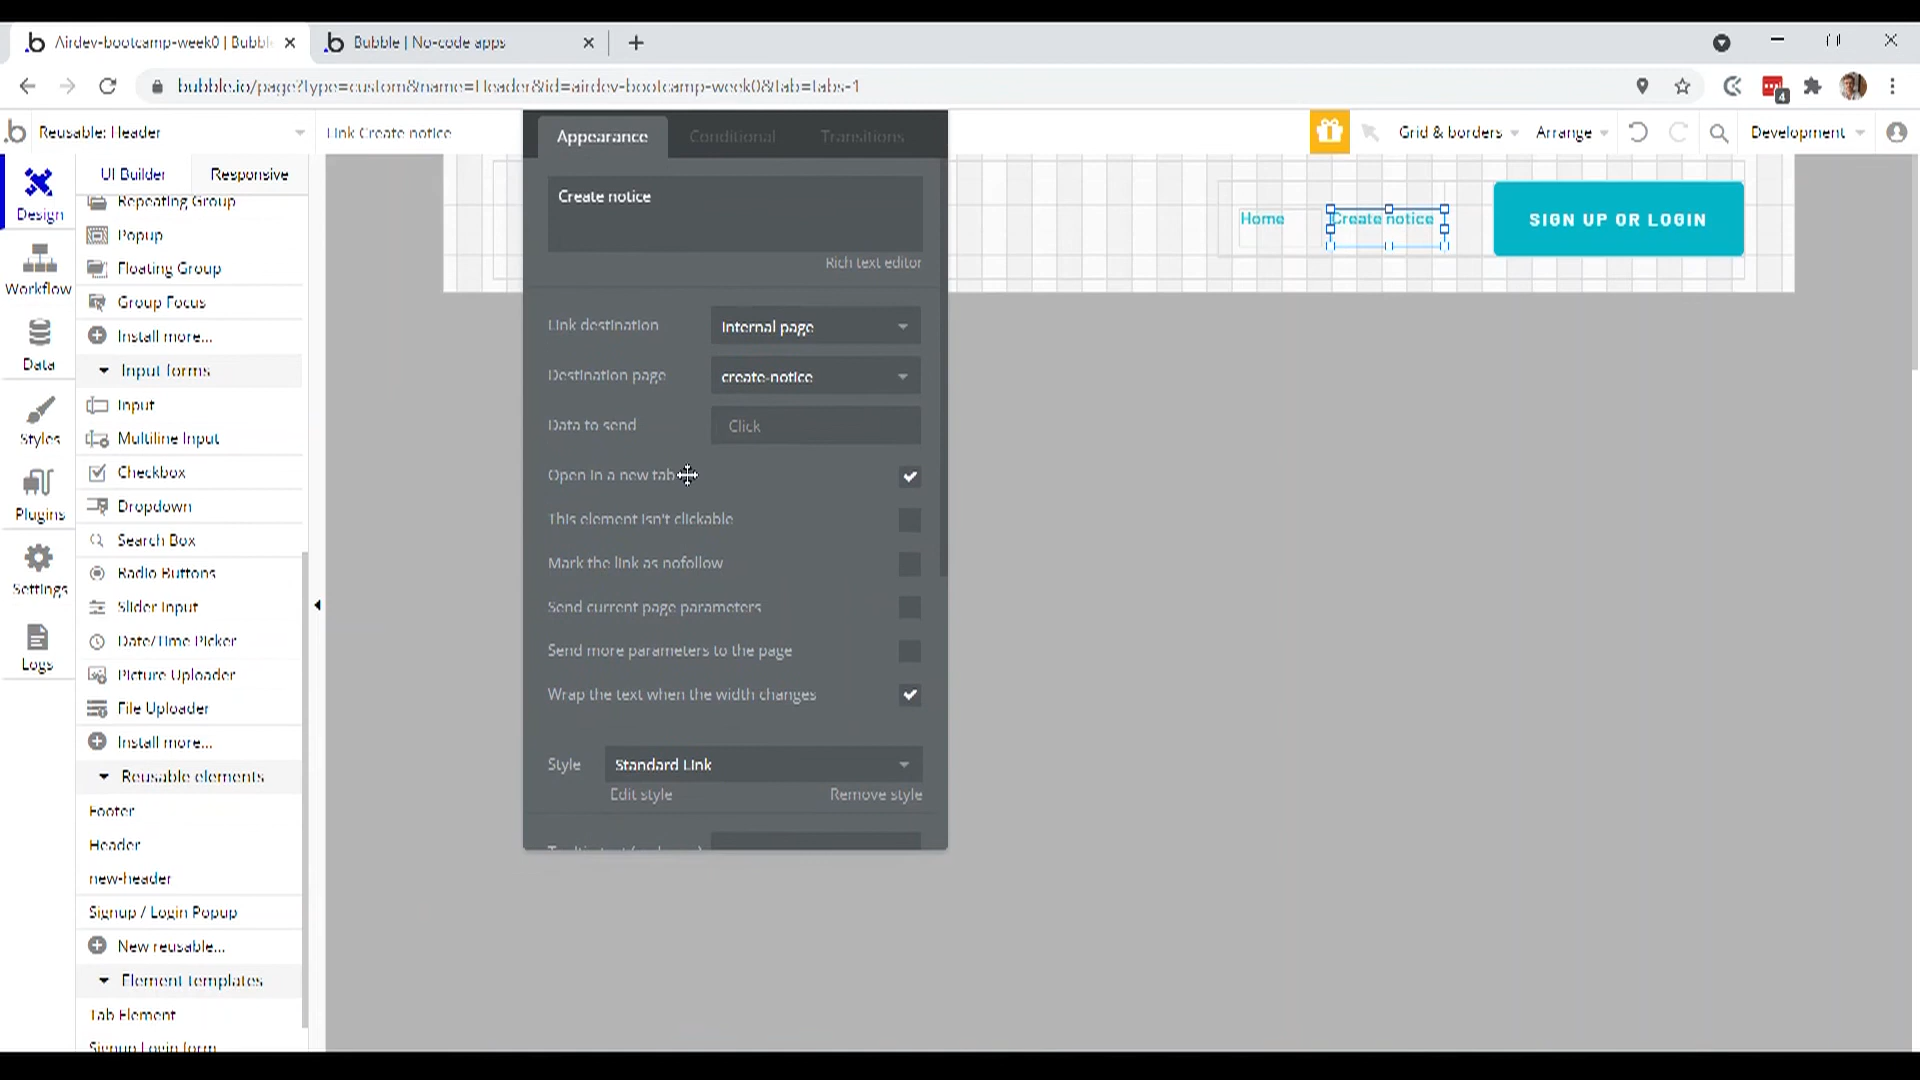 Airdev-bootcamp-week0 | Bubbl
Bubble | No-code apps
bubble.io/page?type=custom&name=Header&id=airdev-bootcamp-week0&tab=tabs-1
4
Reusable: Header
Link Create notice
Grid & borders
Arrange
Development
Appearance
Conditional
Transitions
Design
Workflow
Data
Styles
Plugins
Settings
Logs
UI Builder
Responsive
Repeating Group
Popup
Floating Group
Group Focus
Install more...
Input forms
Input
Multiline Input
Checkbox
Dropdown
Search Box
Radio Buttons
Slider Input
Date/Time Picker
Picture Uploader
File Uploader
Install more...
Reusable elements
Footer
Header
new-header
Signup / Login Popup
New reusable...
Element templates
Tab Element
Signup Login form
Create notice
Rich text editor
Link destination
Internal page
Destination page
create-notice
Data to send
Click
Open in a new tab
This element isn't clickable
Mark the link as nofollow
Send current page parameters
Send more parameters to the page
Wrap the text when the width changes
Style
Standard Link
Edit style
Remove style
Home
Create notice
SIGN UP OR LOGIN